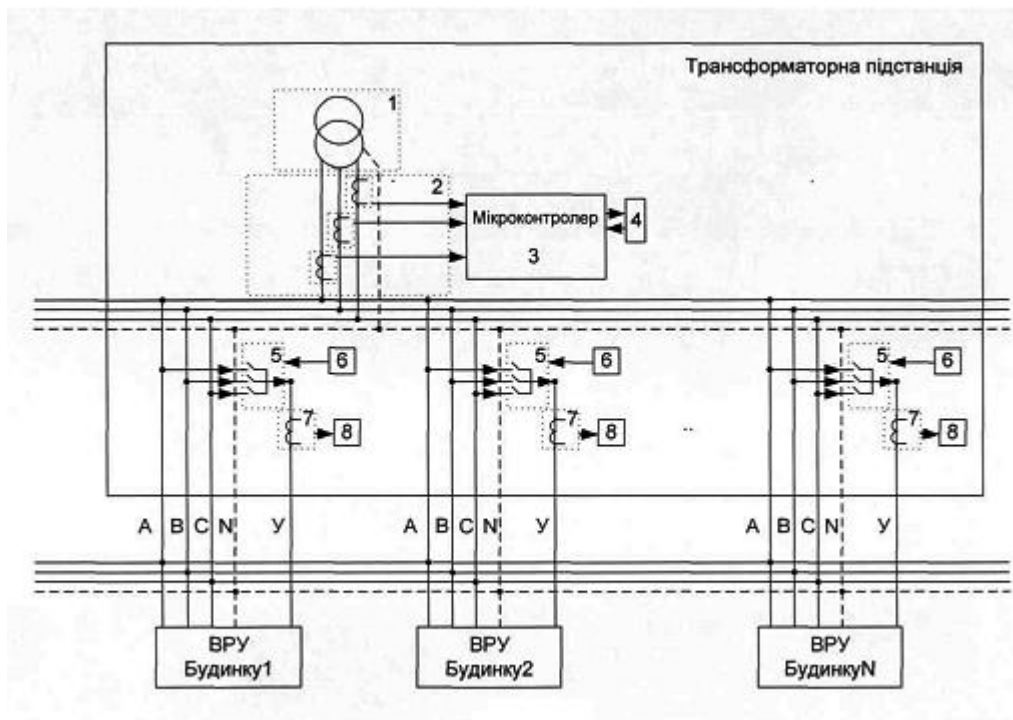 Трансформаторна підстанція
1
2
Мікроконтролер
3
4
5
6
5
6
5
6
7
8
7
8
7
8
А В С N У
А В С N У
А В С N У
ВРУ
Будинку1
ВРУ
Будинку2
ВРУ
БудинкуN